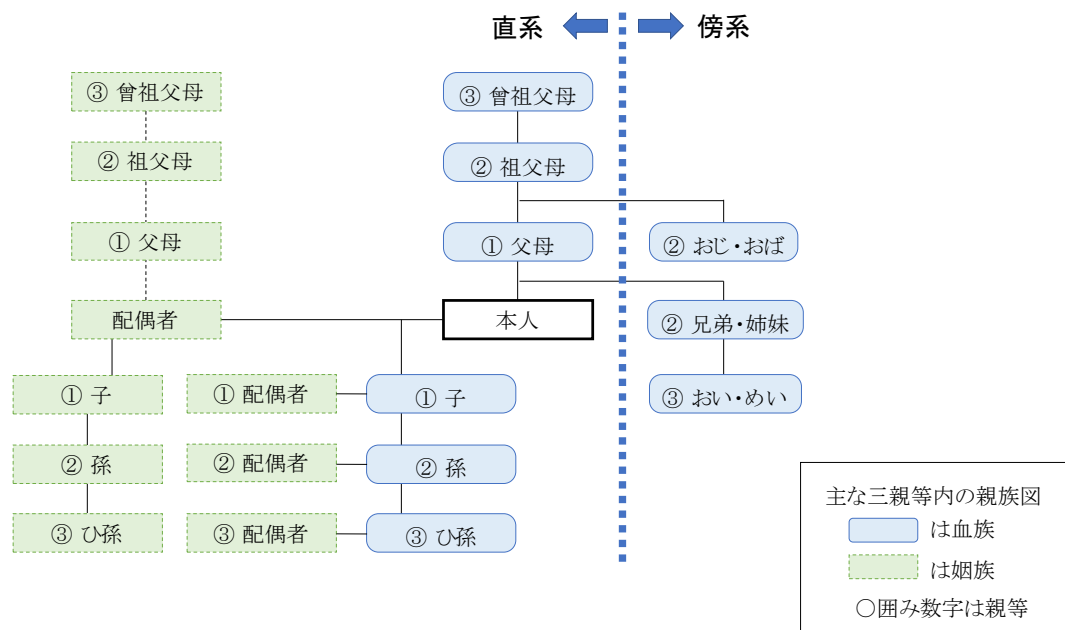 直系 傍系
③ 曾祖父母 ③ 曾祖父母
② 祖父母 ② 祖父母
① 父母 ① 父母 ② おじ・おば
配偶者 本人 ② 兄弟・姉妹
① 子 ① 配偶者 ① 子 ③ おい・めい
② 孫 ② 配偶者 ② 孫
③ ひ孫 ③ 配偶者 ③ ひ孫
主な三親等内の親族図
は血族
は姻族
○囲み数字は親等